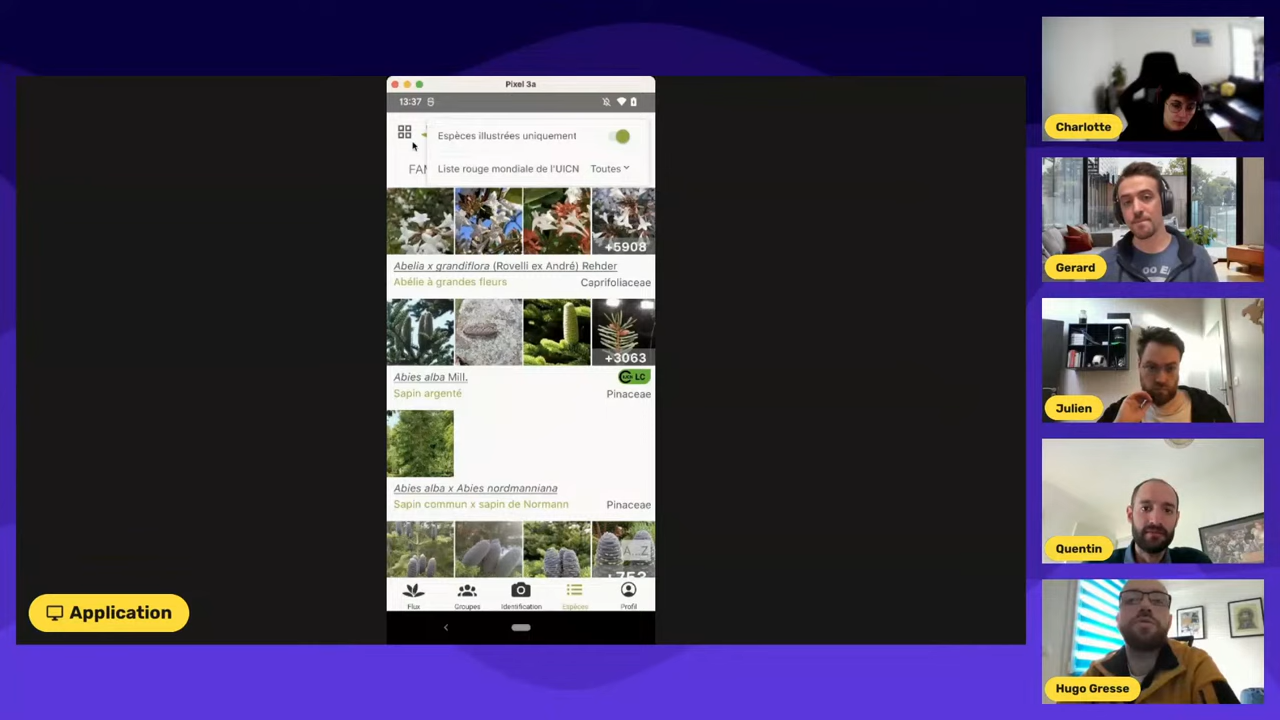 Pixel 3a
13:37
Espèces illustrées uniquement
FAM
Liste rouge mondiale de l'UICN Toutes
+5908
Abelia x grandiflora (Rovelli ex André) Rehder
Abélie à grandes fleurs Caprifoliaceae
+3063
Abies alba Mill. LC
Sapin argenté Pinaceae
Abies alba x Abies nordmanniana
Sapin commun x sapin de Normann Pinaceae
A...Z
+753
Flux Groupes Identification Espèces Profil
Application
Charlotte
Gerard
Julien
Quentin
Hugo Gresse